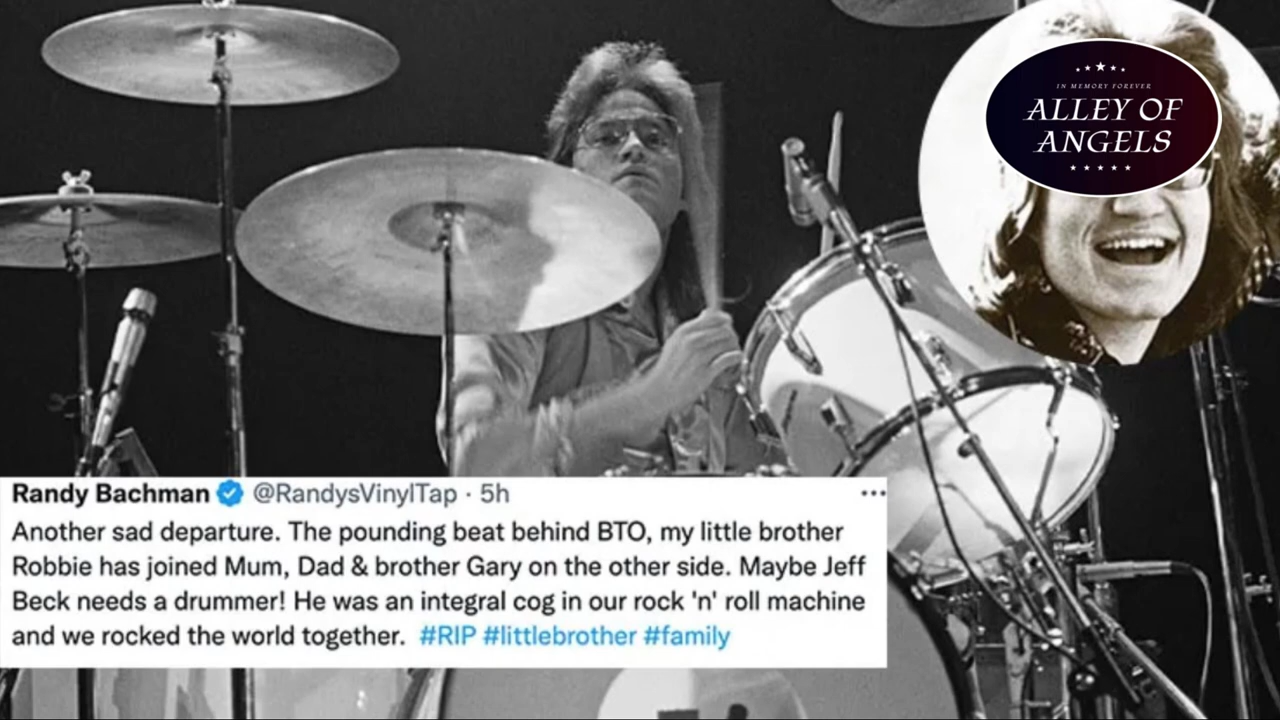 IN MEMORY FOREVER
ALLEY OF
ANGELS
Randy Bachman @RandysVinylTap · 5h
Another sad departure. The pounding beat behind BTO, my little brother
Robbie has joined Mum, Dad & brother Gary on the other side. Maybe Jeff
Beck needs a drummer! He was an integral cog in our rock 'n' roll machine
and we rocked the world together. #RIP #littlebrother #family